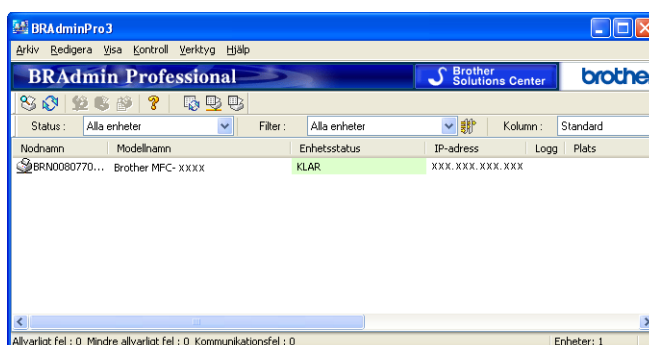 BRAdminPro3
Arkiv Redigera Visa Kontroll Verktyg Hjälp
BRAdmin Professional Brother Solutions Center brothe
Status : Alla enheter Filter : Alla enheter Kolumn : Standard
Nodnamn Modellnamn Enhetsstatus IP-adress Logg Plats
BRN0080770... Brother MFC- XXXX KLAR XXX.XXX.XXX.XXX
Allvarligt fel : 0 Mindre allvarligt fel : 0 Kommunikationsfel : 0 Enheter: 1